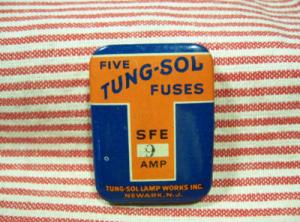 FIVE
TUNG-SOL
FUSES
SFE
9
AMP
TUNG-SOL LAMP WORKS INC.
NEWARK, N.J.